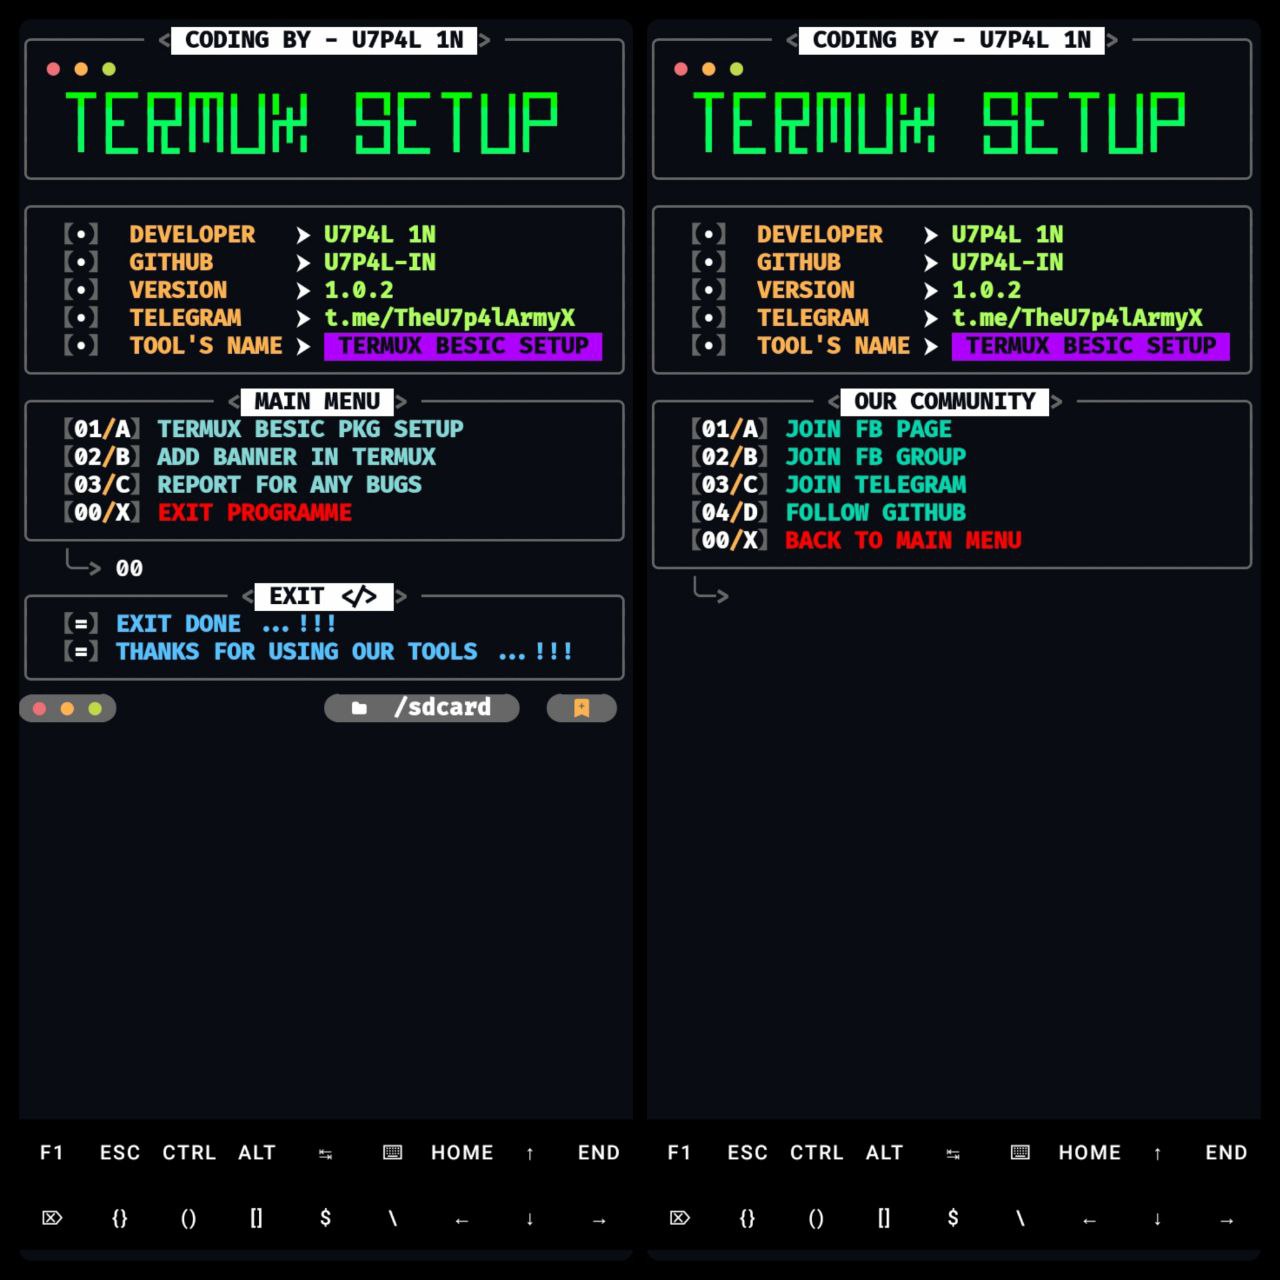 < CODING BY - U7P4L 1N >
TERMUX SETUP
[•] DEVELOPER ➤ U7P4L 1N
[•] GITHUB ➤ U7P4L-IN
[•] VERSION ➤ 1.0.2
[•] TELEGRAM ➤ t.me/TheU7p4lArmyX
[•] TOOL'S NAME ➤ TERMUX BESIC SETUP
< MAIN MENU >
[01/A] TERMUX BESIC PKG SETUP
[02/B] ADD BANNER IN TERMUX
[03/C] REPORT FOR ANY BUGS
[00/X] EXIT PROGRAMME
╰─> 00
< EXIT </> >
[=] EXIT DONE ...!!!
[=] THANKS FOR USING OUR TOOLS ...!!!
/sdcard
F1 ESC CTRL ALT ↹ ⌨ HOME ↑ END
⌦ {} () [] $ \ ← ↓ →
< CODING BY - U7P4L 1N >
TERMUX SETUP
[•] DEVELOPER ➤ U7P4L 1N
[•] GITHUB ➤ U7P4L-IN
[•] VERSION ➤ 1.0.2
[•] TELEGRAM ➤ t.me/TheU7p4lArmyX
[•] TOOL'S NAME ➤ TERMUX BESIC SETUP
< OUR COMMUNITY >
[01/A] JOIN FB PAGE
[02/B] JOIN FB GROUP
[03/C] JOIN TELEGRAM
[04/D] FOLLOW GITHUB
[00/X] BACK TO MAIN MENU
╰─>
F1 ESC CTRL ALT ↹ ⌨ HOME ↑ END
⌦ {} () [] $ \ ← ↓ →